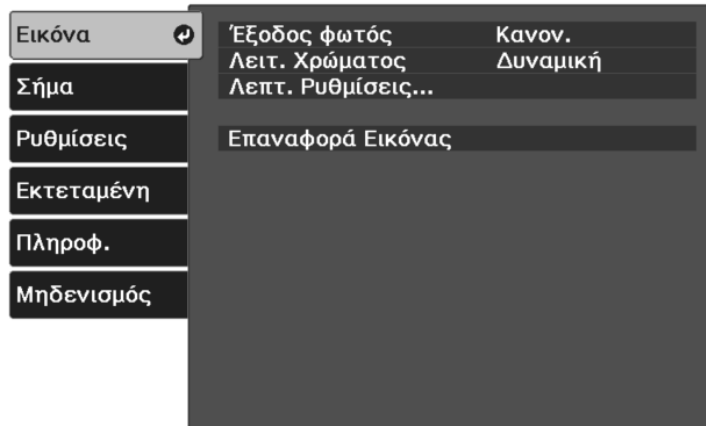 Εικόνα
Σήμα
Ρυθμίσεις
Εκτεταμένη
Πληροφ.
Μηδενισμός
Έξοδος φωτός Κανον.
Λειτ. Χρώματος Δυναμική
Λεπτ. Ρυθμίσεις...
Επαναφορά Εικόνας